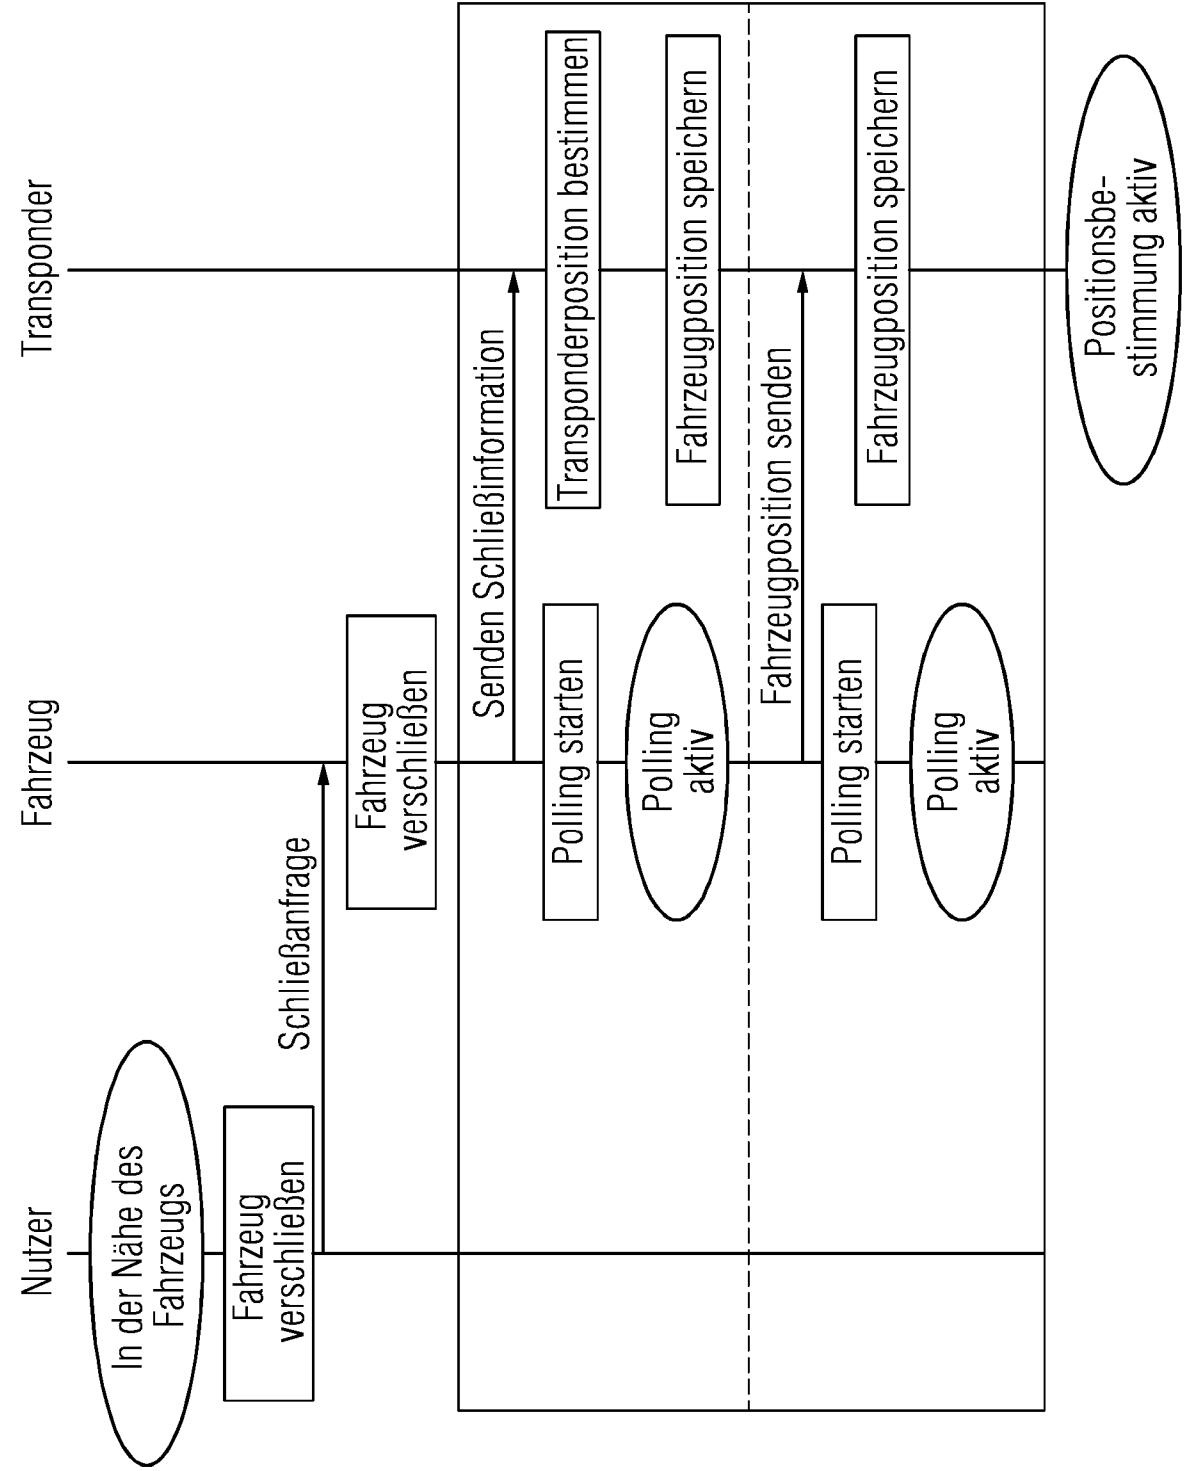 Nutzer
Fahrzeug
Transponder
In der Nähe des
Fahrzeugs
Fahrzeug
verschließen
Schließanfrage
Fahrzeug
verschließen
Senden Schließinformation
Polling starten
Transponderposition bestimmen
Polling
aktiv
Fahrzeugposition speichern
Fahrzeugposition senden
Polling starten
Fahrzeugposition speichern
Polling
aktiv
Positionsbe-
stimmung aktiv